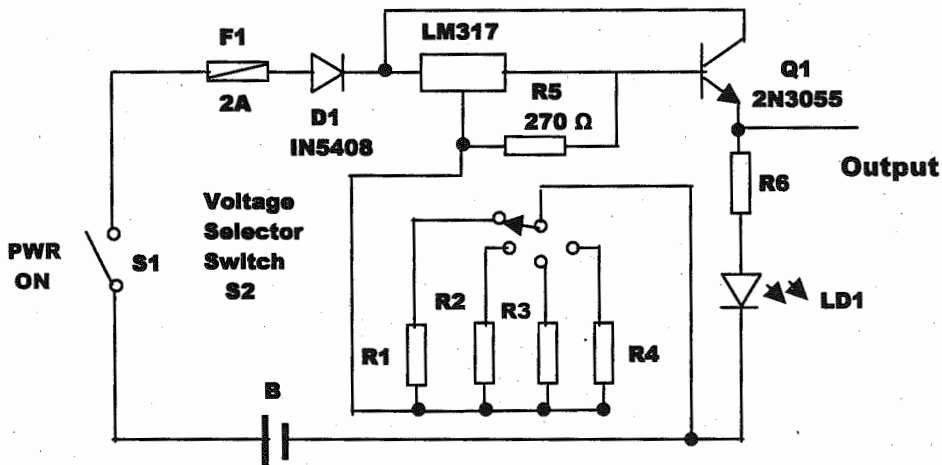 F1
LM317
2A
D1
IN5408
R5
270 Ω
Q1
2N3055
Output
R6
Voltage
Selector
Switch
S2
PWR
ON
S1
R2
R3
LD1
R1
R4
B